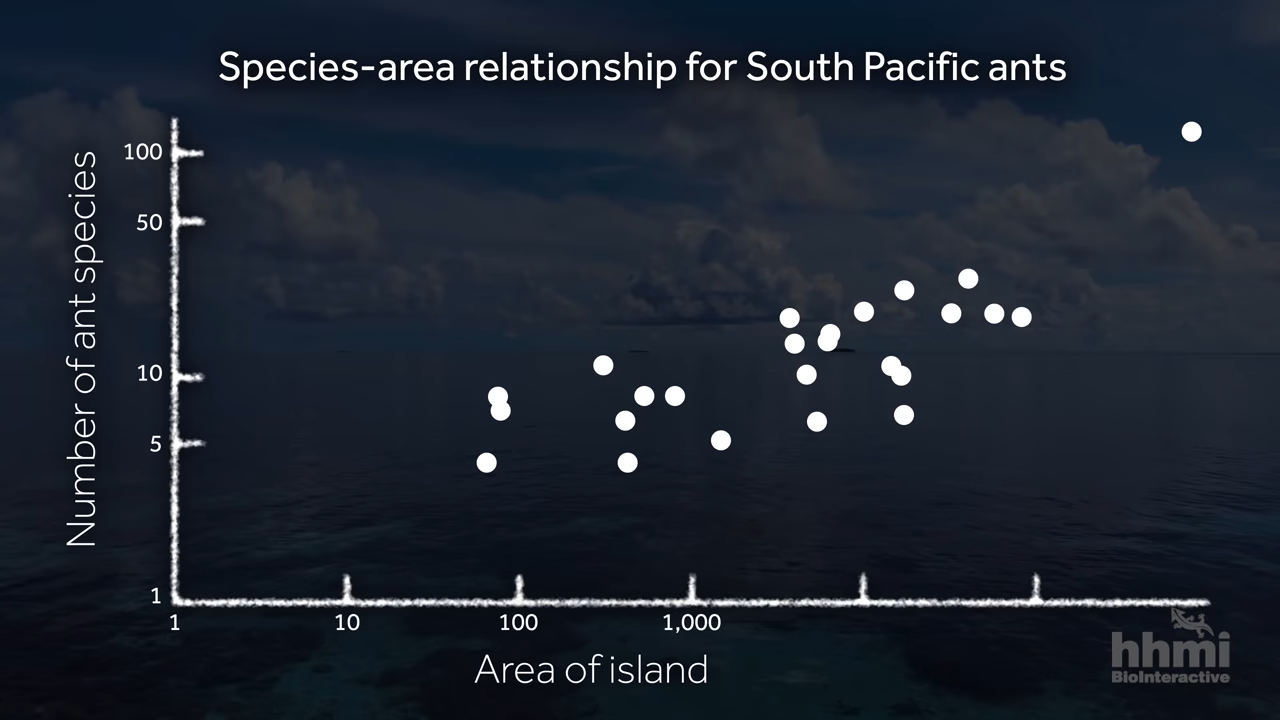 Species-area relationship for South Pacific ants
Number of ant species
100
50
10
5
1
1 10 100 1,000
Area of island
hhmi
BioInteractive